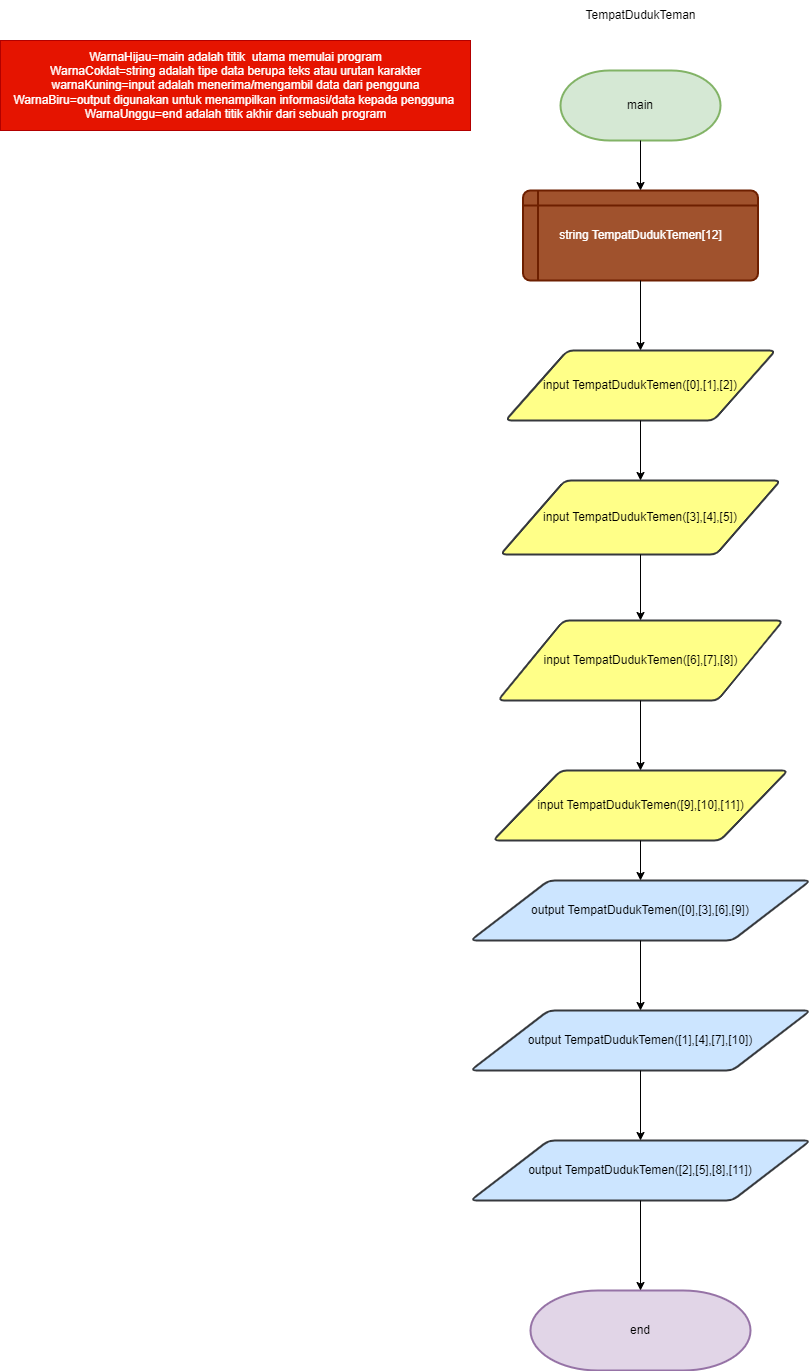 TempatDudukTeman
WarnaHijau=main adalah titik  utama memulai program
WarnaCoklat=string adalah tipe data berupa teks atau urutan karakter
warnaKuning=input adalah menerima/mengambil data dari pengguna
WarnaBiru=output digunakan untuk menampilkan informasi/data kepada pengguna
WarnaUnggu=end adalah titik akhir dari sebuah program
main
string TempatDudukTemen[12]
input TempatDudukTemen([0],[1],[2])
input TempatDudukTemen([3],[4],[5])
input TempatDudukTemen([6],[7],[8])
input TempatDudukTemen([9],[10],[11])
output TempatDudukTemen([0],[3],[6],[9])
output TempatDudukTemen([1],[4],[7],[10])
output TempatDudukTemen([2],[5],[8],[11])
end